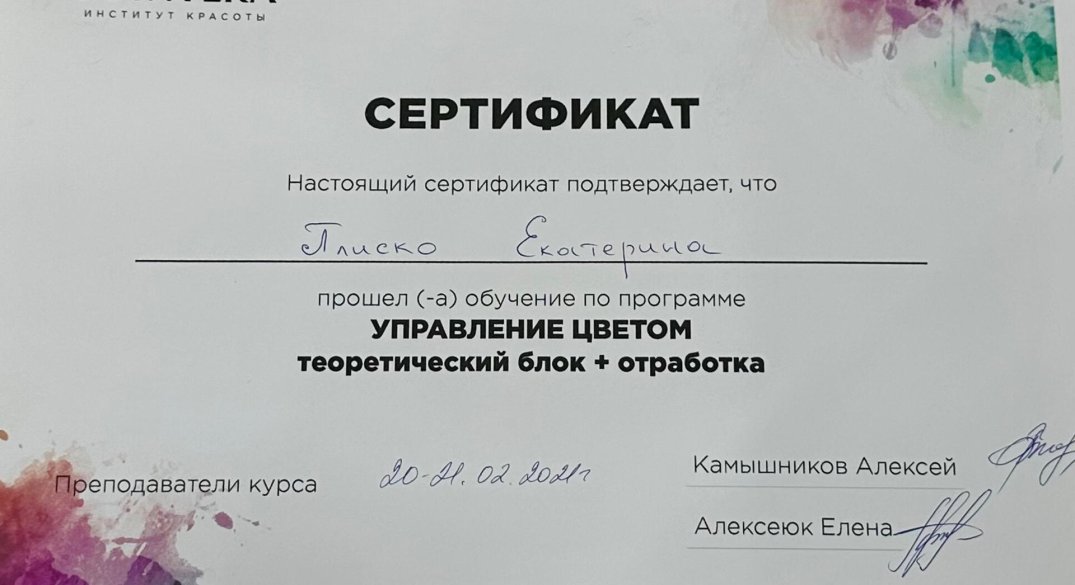 ИНСТИТУТ КРАСОТЫ
СЕРТИФИКАТ
Настоящий сертификат подтверждает, что
Плиско Екатерина
прошел (-а) обучение по программе
УПРАВЛЕНИЕ ЦВЕТОМ
теоретический блок + отработка
Преподаватели курса
20-21.02.2021г
Камышников Алексей
Алексеюк Елена